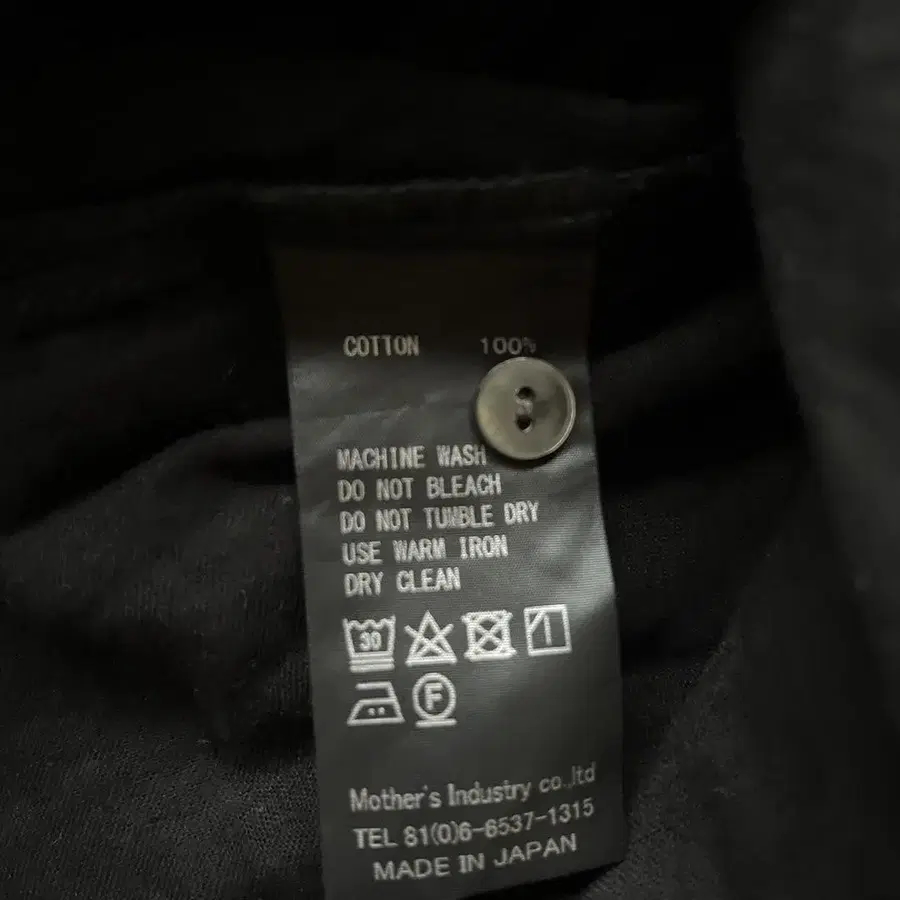 COTTON 100%
MACHINE WASH
DO NOT BLEACH
DO NOT TUMBLE DRY
USE WARM IRON
DRY CLEAN
30
F
Mother's Industry co.,ltd
TEL 81(0)6-6537-1315
MADE IN JAPAN